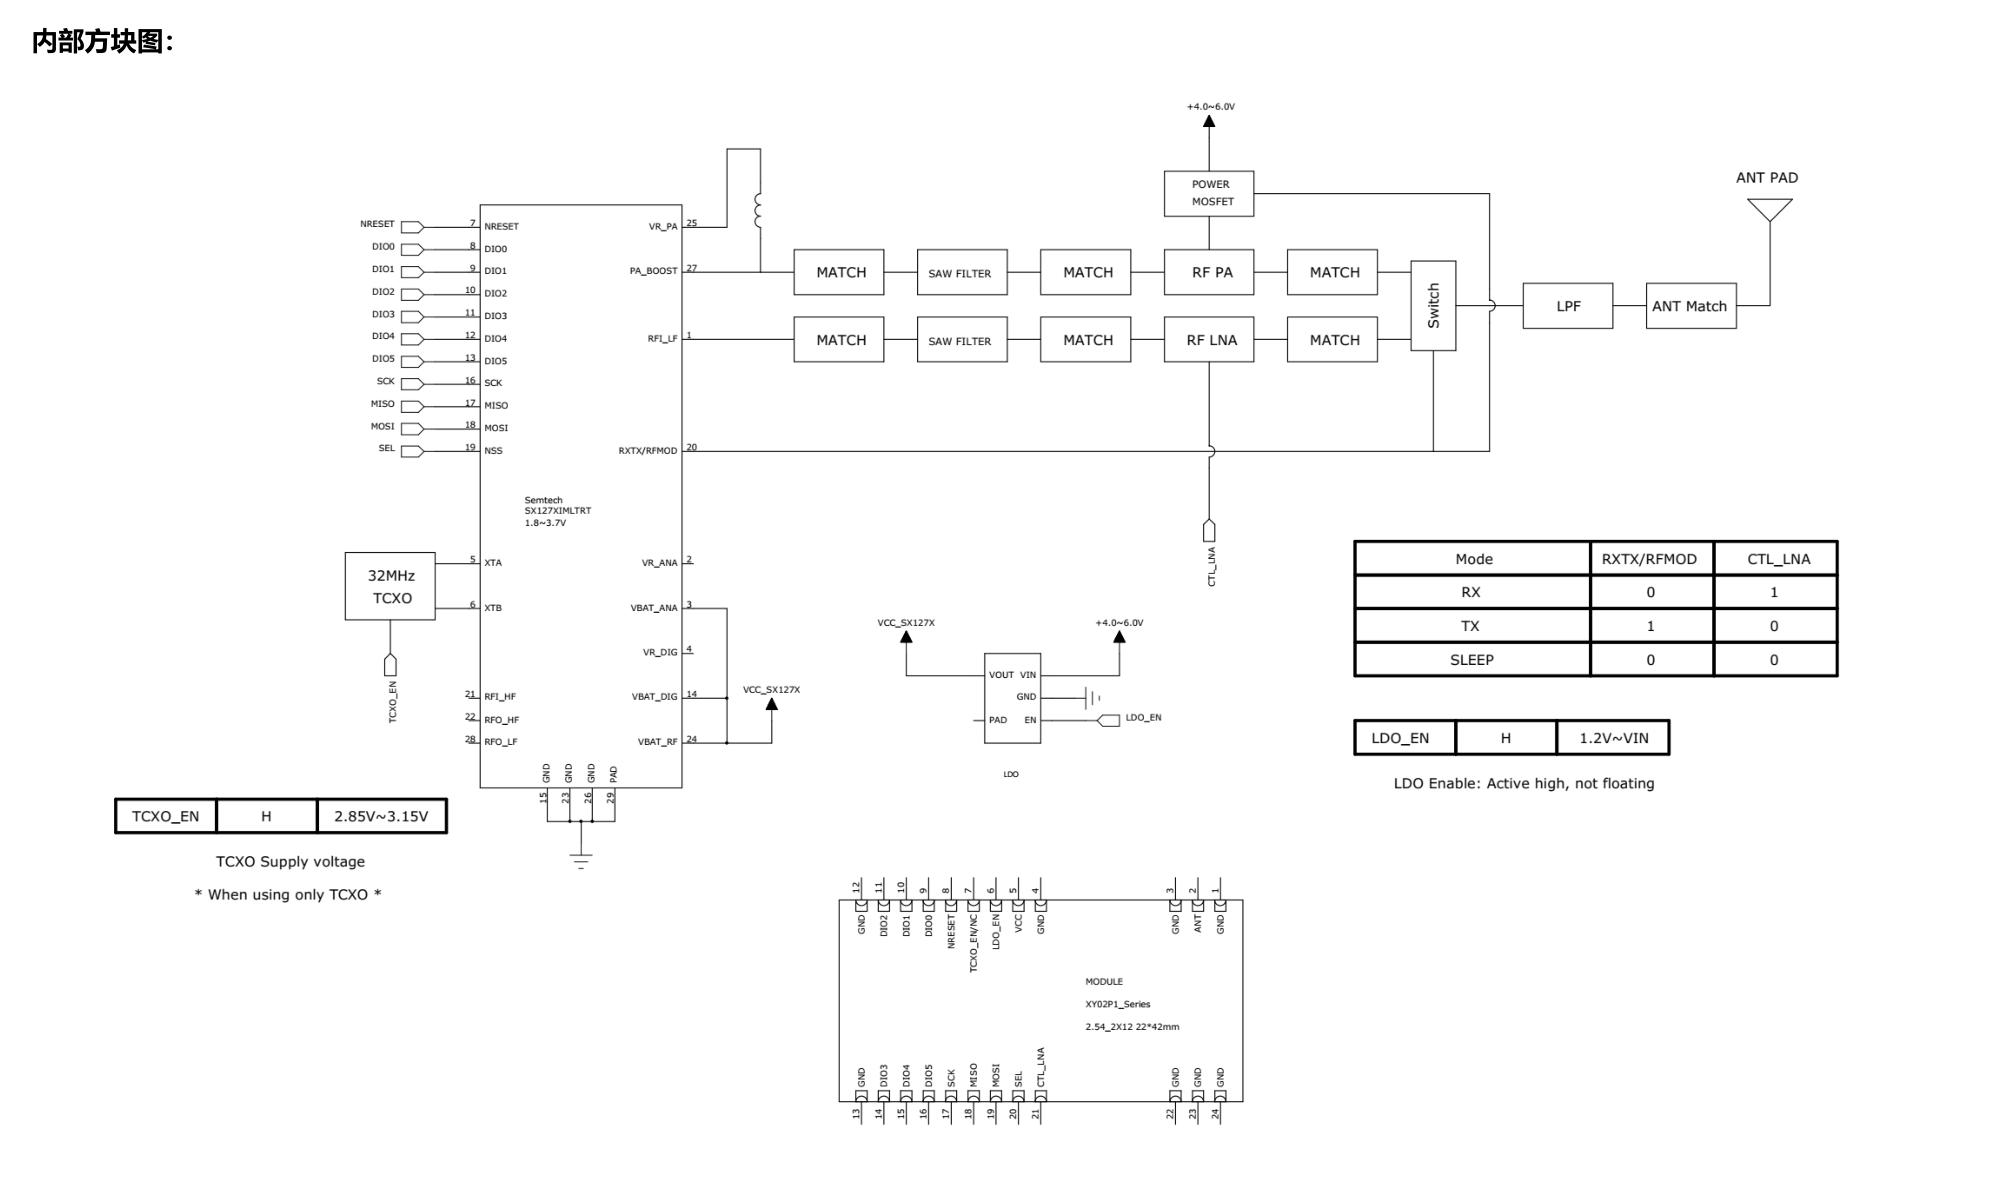 内部方块图：
+4.0~6.0V
POWER
MOSFET
ANT PAD
NRESET 7 NRESET
DIO0 8 DIO0
DIO1 9 DIO1
DIO2 10 DIO2
DIO3 11 DIO3
DIO4 12 DIO4
DIO5 13 DIO5
SCK 16 SCK
MISO 17 MISO
MOSI 18 MOSI
SEL 19 NSS
VR_PA 25
PA_BOOST 27
MATCH SAW FILTER MATCH RF PA MATCH
Switch
LPF ANT Match
RFI_LF 1
MATCH SAW FILTER MATCH RF LNA MATCH
RXTX/RFMOD 20
Semtech
SX127XIMLTRT
1.8~3.7V
CTL_LNA
32MHz
TCXO
5 XTA
6 XTB
TCXO_EN
21 RFI_HF
22 RFO_HF
28 RFO_LF
VR_ANA 2
VBAT_ANA 3
VR_DIG 4
VBAT_DIG 14
VBAT_RF 24
VCC_SX127X
GND GND GND PAD
15 23 26 29
VCC_SX127X +4.0~6.0V
VOUT VIN
GND
PAD EN LDO_EN
LDO
Mode RXTX/RFMOD CTL_LNA
RX 0 1
TX 1 0
SLEEP 0 0
LDO_EN H 1.2V~VIN
LDO Enable: Active high, not floating
TCXO_EN H 2.85V~3.15V
TCXO Supply voltage
* When using only TCXO *
12 11 10 9 8 7 6 5 4 3 2 1
GND DIO2 DIO1 DIO0 NRESET TCXO_EN/NC LDO_EN VCC GND GND ANT GND
MODULE
XY02P1_Series
2.54_2X12 22*42mm
GND DIO3 DIO4 DIO5 SCK MISO MOSI SEL CTL_LNA GND GND GND
13 14 15 16 17 18 19 20 21 22 23 24